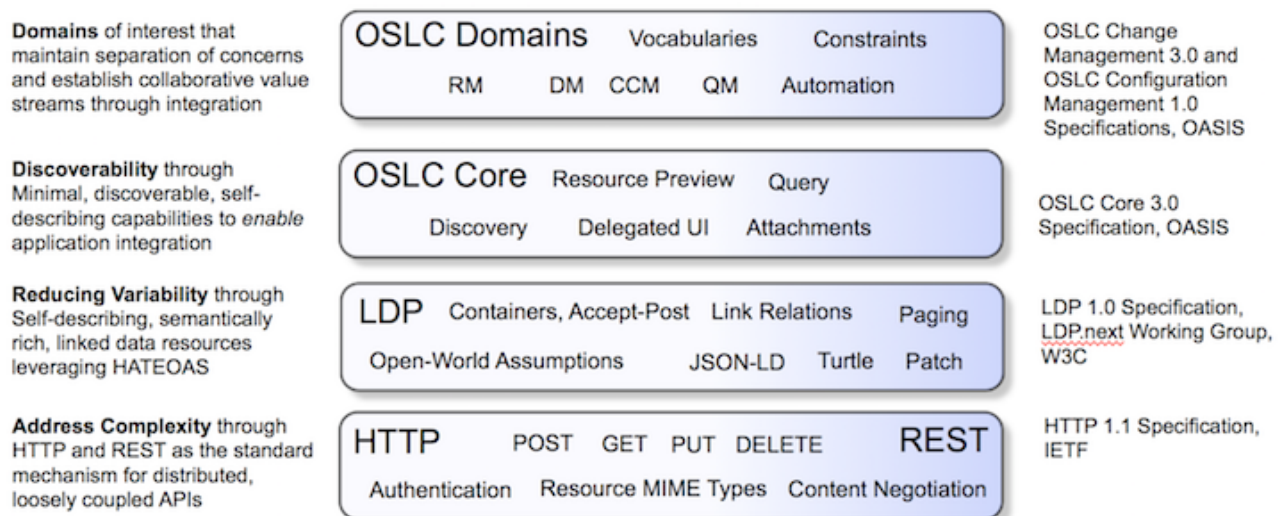 Domains of interest that
maintain separation of concerns
and establish collaborative value
streams through integration
OSLC Domains Vocabularies Constraints
RM DM CCM QM Automation
OSLC Change
Management 3.0 and
OSLC Configuration
Management 1.0
Specifications, OASIS
Discoverability through
Minimal, discoverable, self-
describing capabilities to enable
application integration
OSLC Core Resource Preview Query
Discovery Delegated UI Attachments
OSLC Core 3.0
Specification, OASIS
Reducing Variability through
Self-describing, semantically
rich, linked data resources
leveraging HATEOAS
LDP Containers, Accept-Post Link Relations Paging
Open-World Assumptions JSON-LD Turtle Patch
LDP 1.0 Specification,
LDP.next Working Group,
W3C
Address Complexity through
HTTP and REST as the standard
mechanism for distributed,
loosely coupled APIs
HTTP POST GET PUT DELETE REST
Authentication Resource MIME Types Content Negotiation
HTTP 1.1 Specification,
IETF